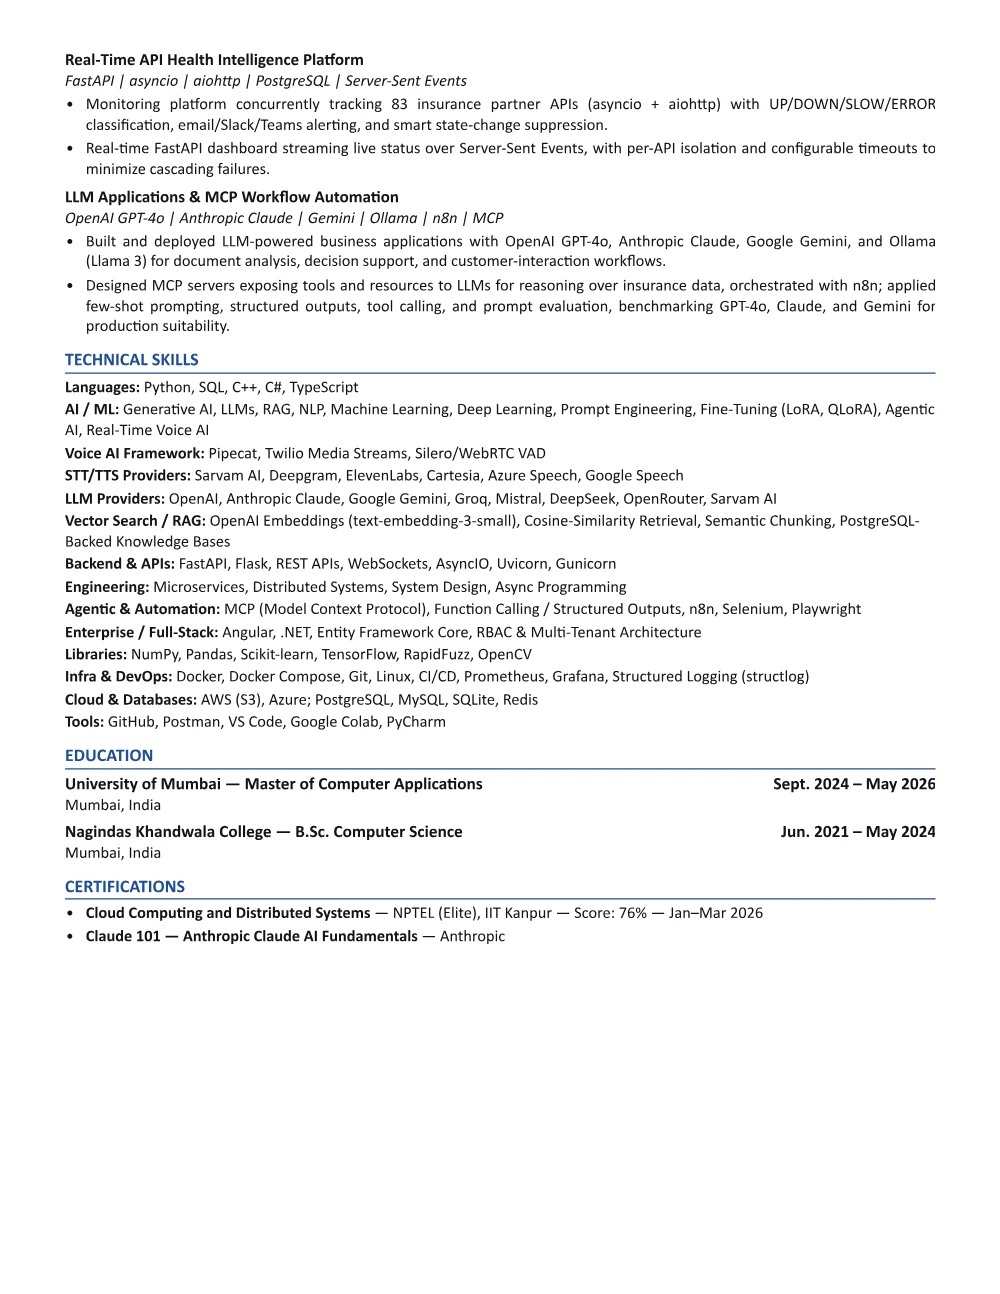 Real-Time API Health Intelligence Platform
FastAPI | asyncio | aiohttp | PostgreSQL | Server-Sent Events
• Monitoring platform concurrently tracking 83 insurance partner APIs (asyncio + aiohttp) with UP/DOWN/SLOW/ERROR
classification, email/Slack/Teams alerting, and smart state-change suppression.
• Real-time FastAPI dashboard streaming live status over Server-Sent Events, with per-API isolation and configurable timeouts to
minimize cascading failures.
LLM Applications & MCP Workflow Automation
OpenAI GPT-4o | Anthropic Claude | Gemini | Ollama | n8n | MCP
• Built and deployed LLM-powered business applications with OpenAI GPT-4o, Anthropic Claude, Google Gemini, and Ollama
(Llama 3) for document analysis, decision support, and customer-interaction workflows.
• Designed MCP servers exposing tools and resources to LLMs for reasoning over insurance data, orchestrated with n8n; applied
few-shot prompting, structured outputs, tool calling, and prompt evaluation, benchmarking GPT-4o, Claude, and Gemini for
production suitability.
TECHNICAL SKILLS
Languages: Python, SQL, C++, C#, TypeScript
AI / ML: Generative AI, LLMs, RAG, NLP, Machine Learning, Deep Learning, Prompt Engineering, Fine-Tuning (LoRA, QLoRA), Agentic
AI, Real-Time Voice AI
Voice AI Framework: Pipecat, Twilio Media Streams, Silero/WebRTC VAD
STT/TTS Providers: Sarvam AI, Deepgram, ElevenLabs, Cartesia, Azure Speech, Google Speech
LLM Providers: OpenAI, Anthropic Claude, Google Gemini, Groq, Mistral, DeepSeek, OpenRouter, Sarvam AI
Vector Search / RAG: OpenAI Embeddings (text-embedding-3-small), Cosine-Similarity Retrieval, Semantic Chunking, PostgreSQL-
Backed Knowledge Bases
Backend & APIs: FastAPI, Flask, REST APIs, WebSockets, AsyncIO, Uvicorn, Gunicorn
Engineering: Microservices, Distributed Systems, System Design, Async Programming
Agentic & Automation: MCP (Model Context Protocol), Function Calling / Structured Outputs, n8n, Selenium, Playwright
Enterprise / Full-Stack: Angular, .NET, Entity Framework Core, RBAC & Multi-Tenant Architecture
Libraries: NumPy, Pandas, Scikit-learn, TensorFlow, RapidFuzz, OpenCV
Infra & DevOps: Docker, Docker Compose, Git, Linux, CI/CD, Prometheus, Grafana, Structured Logging (structlog)
Cloud & Databases: AWS (S3), Azure; PostgreSQL, MySQL, SQLite, Redis
Tools: GitHub, Postman, VS Code, Google Colab, PyCharm
EDUCATION
University of Mumbai — Master of Computer Applications Sept. 2024 – May 2026
Mumbai, India
Nagindas Khandwala College — B.Sc. Computer Science Jun. 2021 – May 2024
Mumbai, India
CERTIFICATIONS
• Cloud Computing and Distributed Systems — NPTEL (Elite), IIT Kanpur — Score: 76% — Jan–Mar 2026
• Claude 101 — Anthropic Claude AI Fundamentals — Anthropic